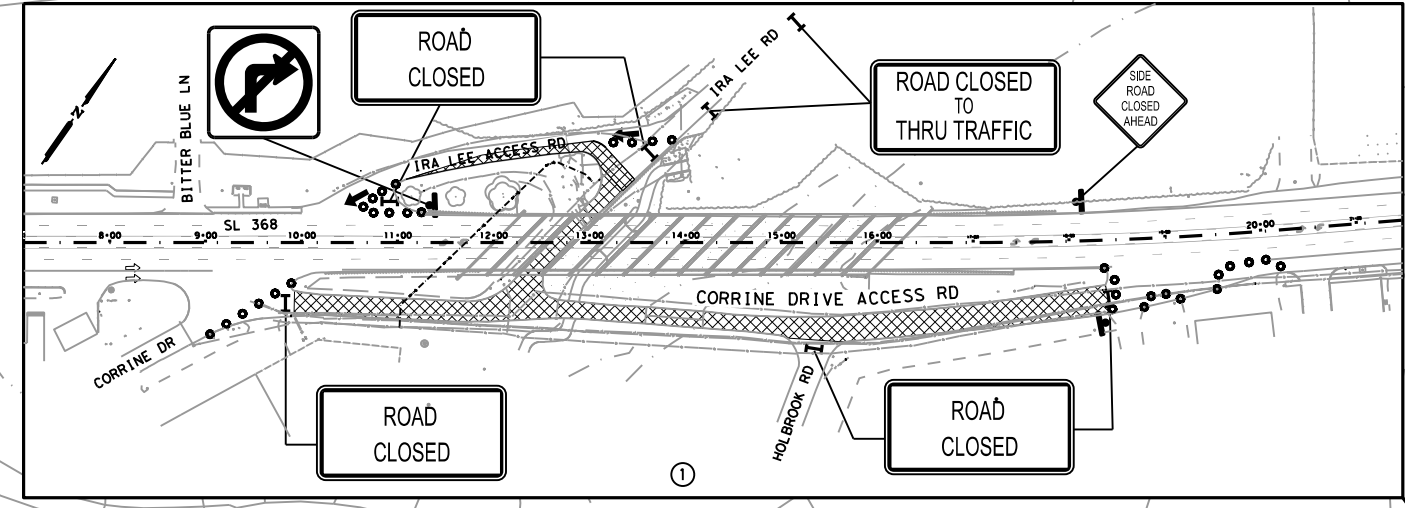 ROAD
CLOSED
IRA LEE RD
ROAD CLOSED
TO
THRU TRAFFIC
SIDE
ROAD
CLOSED
AHEAD
N
BITTER BLUE LN
IRA LEE ACCESS RD
SL 368
8+00
9+00
10+00
11+00
12+00
13+00
14+00
15+00
16+00
20+00
CORRINE DRIVE ACCESS RD
CORRINE DR
HOLBROOK RD
ROAD
CLOSED
ROAD
CLOSED
1